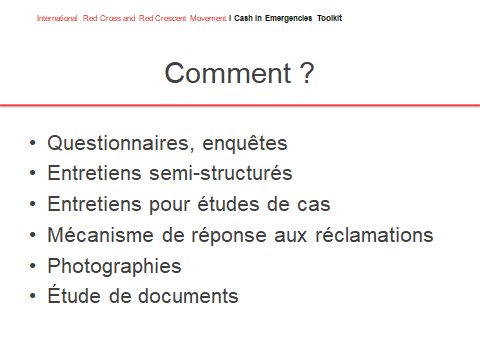 International Red Cross and Red Crescent Movement I Cash in Emergencies Toolkit
Comment ?
• Questionnaires, enquêtes
• Entretiens semi-structurés
• Entretiens pour études de cas
• Mécanisme de réponse aux réclamations
• Photographies
• Étude de documents